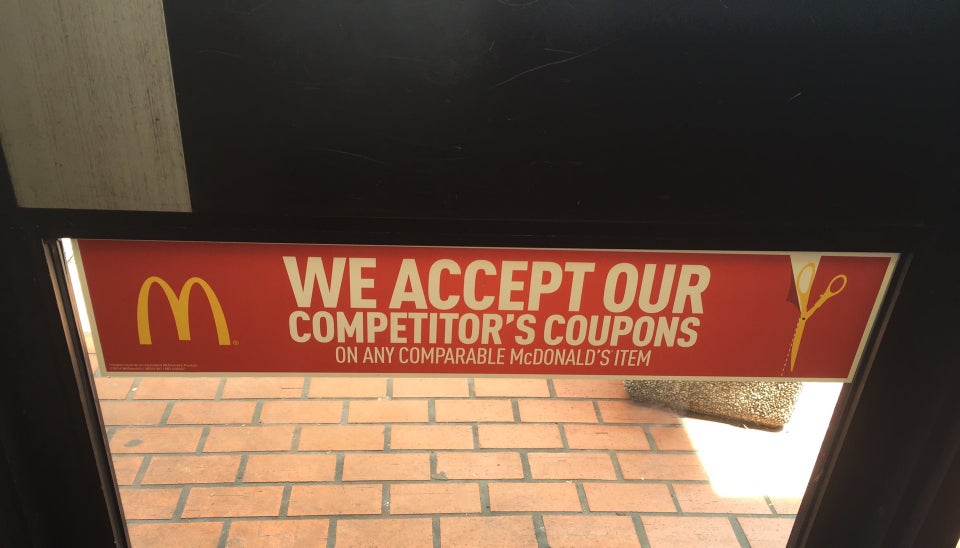 WE ACCEPT OUR
COMPETITOR'S COUPONS
ON ANY COMPARABLE McDONALD'S ITEM